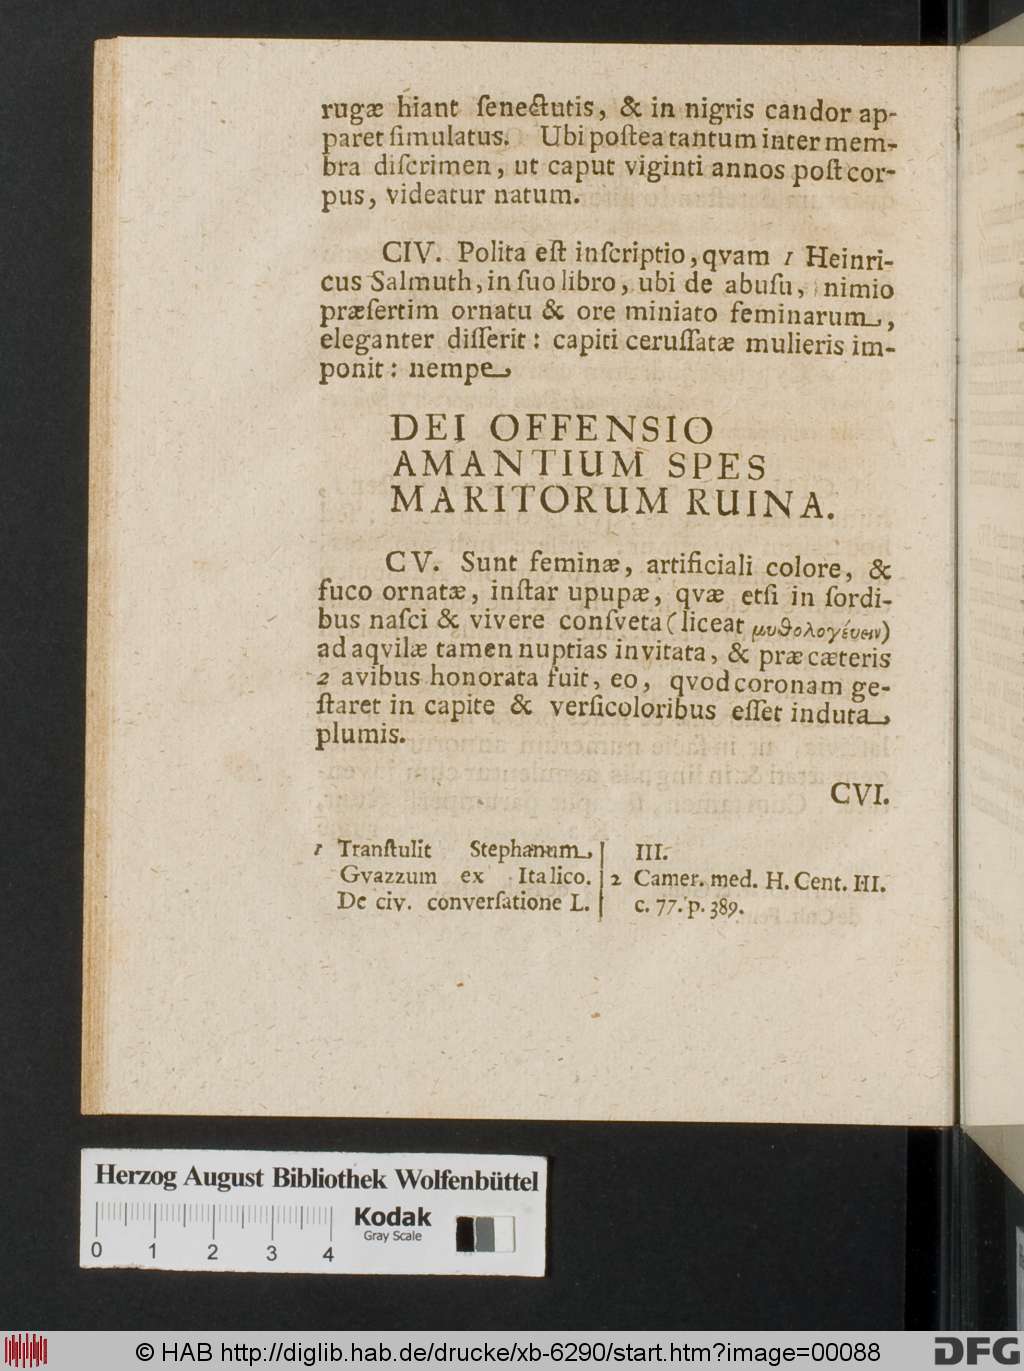 rugæ hiant ſenectutis, & in nigris candor ap-
paret ſimulatus. Ubi poſtea tantum inter mem-
bra diſcrimen, ut caput viginti annos poſt cor-
pus, videatur natum.
CIV. Polita eſt inſcriptio, qvam 1 Heinri-
cus Salmuth, in ſuo libro, ubi de abuſu, nimio
præſertim ornatu & ore miniato feminarum,
eleganter diſſerit: capiti ceruſſatæ mulieris im-
ponit: nempe
DEI OFFENSIO
AMANTIUM SPES
MARITORUM RUINA.
CV. Sunt feminæ, artificiali colore, &
fuco ornatæ, inſtar upupæ, qvæ etſi in ſordi-
bus naſci & vivere conſveta (liceat μυθολογέυειν)
ad aqvilæ tamen nuptias invitata, & præ cæteris
2 avibus honorata fuit, eo, qvod coronam ge-
ſtaret in capite & verſicoloribus eſſet induta
plumis.
CVI.
1 Tranſtulit Stephanum
Gvazzum ex Italico.
De civ. converſatione L.
III.
2 Camer. med. H. Cent. III.
c. 77. p. 389.
Herzog August Bibliothek Wolfenbüttel
Kodak
Gray Scale
0 1 2 3 4
© HAB http://diglib.hab.de/drucke/xb-6290/start.htm?image=00088
DFG